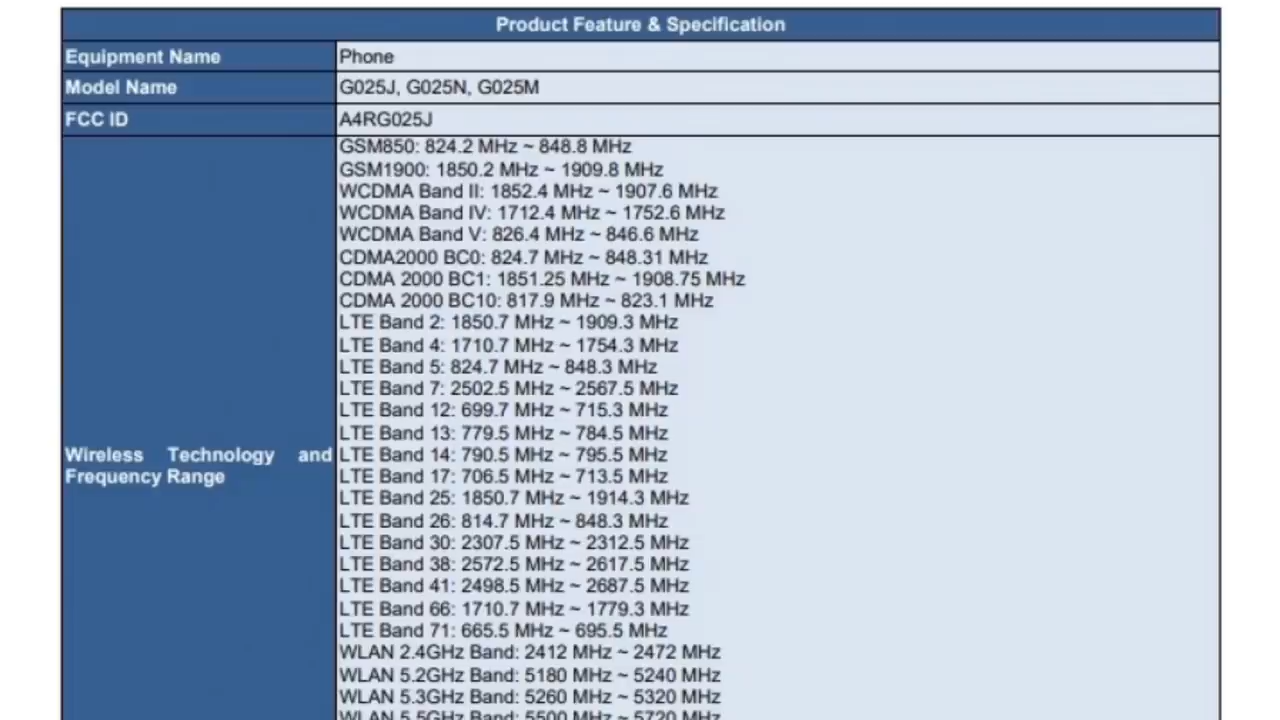 Product Feature & Specification
Equipment Name
Phone
Model Name
G025J, G025N, G025M
FCC ID
A4RG025J
Wireless Technology and
Frequency Range
GSM850: 824.2 MHz ~ 848.8 MHz
GSM1900: 1850.2 MHz ~ 1909.8 MHz
WCDMA Band II: 1852.4 MHz ~ 1907.6 MHz
WCDMA Band IV: 1712.4 MHz ~ 1752.6 MHz
WCDMA Band V: 826.4 MHz ~ 846.6 MHz
CDMA2000 BC0: 824.7 MHz ~ 848.31 MHz
CDMA 2000 BC1: 1851.25 MHz ~ 1908.75 MHz
CDMA 2000 BC10: 817.9 MHz ~ 823.1 MHz
LTE Band 2: 1850.7 MHz ~ 1909.3 MHz
LTE Band 4: 1710.7 MHz ~ 1754.3 MHz
LTE Band 5: 824.7 MHz ~ 848.3 MHz
LTE Band 7: 2502.5 MHz ~ 2567.5 MHz
LTE Band 12: 699.7 MHz ~ 715.3 MHz
LTE Band 13: 779.5 MHz ~ 784.5 MHz
LTE Band 14: 790.5 MHz ~ 795.5 MHz
LTE Band 17: 706.5 MHz ~ 713.5 MHz
LTE Band 25: 1850.7 MHz ~ 1914.3 MHz
LTE Band 26: 814.7 MHz ~ 848.3 MHz
LTE Band 30: 2307.5 MHz ~ 2312.5 MHz
LTE Band 38: 2572.5 MHz ~ 2617.5 MHz
LTE Band 41: 2498.5 MHz ~ 2687.5 MHz
LTE Band 66: 1710.7 MHz ~ 1779.3 MHz
LTE Band 71: 665.5 MHz ~ 695.5 MHz
WLAN 2.4GHz Band: 2412 MHz ~ 2472 MHz
WLAN 5.2GHz Band: 5180 MHz ~ 5240 MHz
WLAN 5.3GHz Band: 5260 MHz ~ 5320 MHz
WLAN 5.5GHz Band: 5500 MHz ~ 5720 MHz